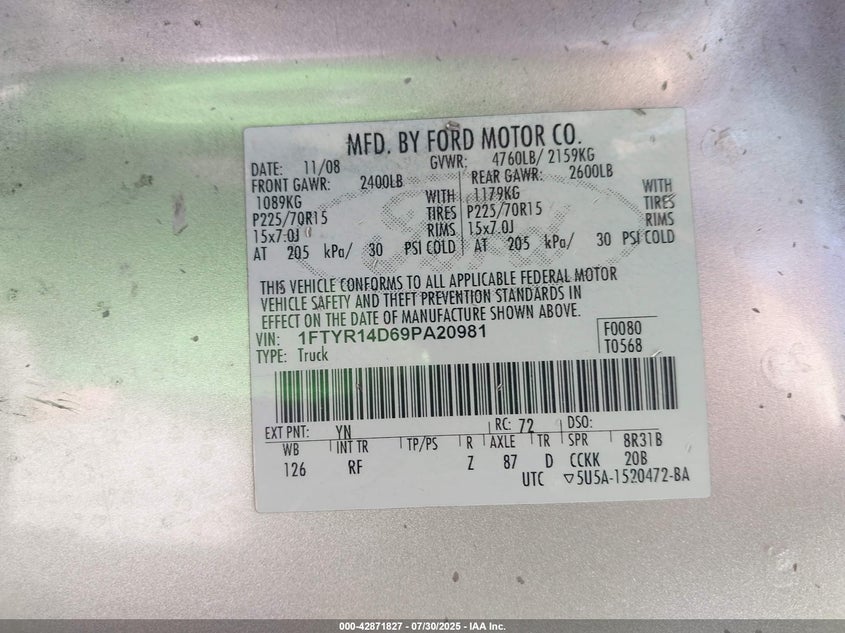 MFD. BY FORD MOTOR CO.
DATE: 11/08 GVWR: 4760LB/ 2159KG
FRONT GAWR: 2400LB REAR GAWR: 2600LB
1089KG WITH 1179KG WITH
P225/70R15 TIRES P225/70R15 TIRES
15x7.0J RIMS 15x7.0J RIMS
AT 205 kPa/ 30 PSI COLD AT 205 kPa/ 30 PSI COLD
THIS VEHICLE CONFORMS TO ALL APPLICABLE FEDERAL MOTOR
VEHICLE SAFETY AND THEFT PREVENTION STANDARDS IN
EFFECT ON THE DATE OF MANUFACTURE SHOWN ABOVE.
VIN: 1FTYR14D69PA20981 F0080
TYPE: Truck T0568
EXT PNT: YN RC: 72 DSO:
WB INT TR TP/PS R AXLE TR SPR 8R31B
126 RF Z 87 D CCKK 20B
UTC ▽5U5A-1520472-BA
000-42871827 - 07/30/2025 - IAA Inc.